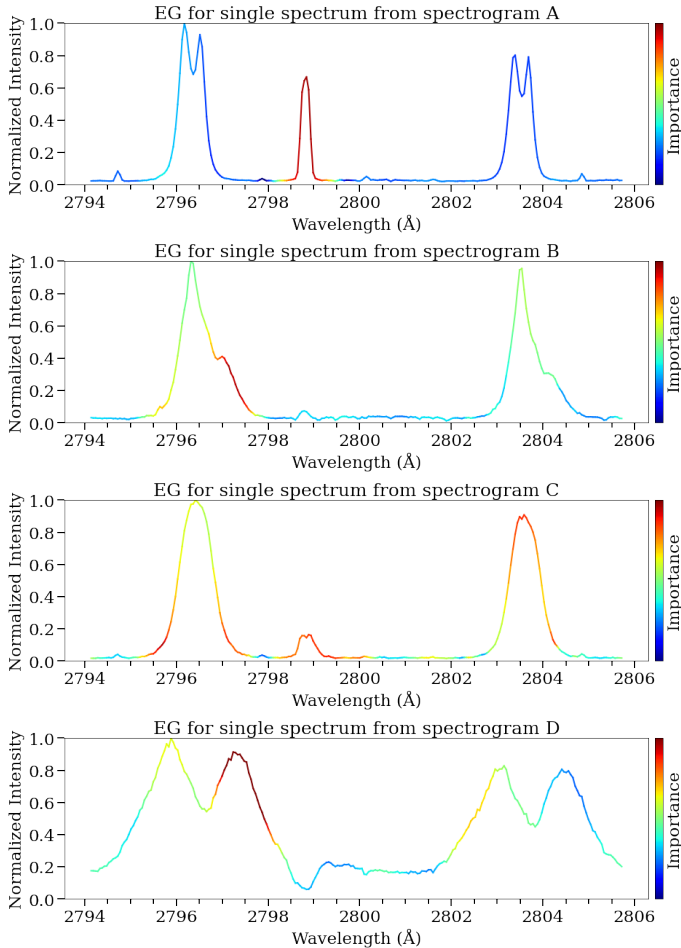 EG for single spectrum from spectrogram A
Normalized Intensity
1.0
0.8
0.6
0.4
0.2
0.0
2794 2796 2798 2800 2802 2804 2806
Wavelength (Å)
Importance
EG for single spectrum from spectrogram B
Normalized Intensity
1.0
0.8
0.6
0.4
0.2
0.0
2794 2796 2798 2800 2802 2804 2806
Wavelength (Å)
Importance
EG for single spectrum from spectrogram C
Normalized Intensity
1.0
0.8
0.6
0.4
0.2
0.0
2794 2796 2798 2800 2802 2804 2806
Wavelength (Å)
Importance
EG for single spectrum from spectrogram D
Normalized Intensity
1.0
0.8
0.6
0.4
0.2
0.0
2794 2796 2798 2800 2802 2804 2806
Wavelength (Å)
Importance